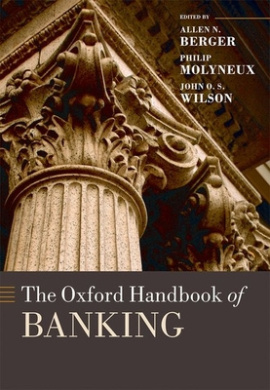 EDITED BY
ALLEN N.
BERGER
PHILIP
MOLYNEUX
JOHN O. S.
WILSON
The Oxford Handbook of
BANKING